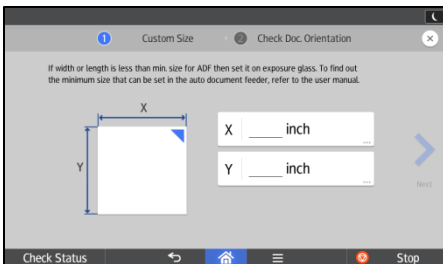 1 Custom Size 2 Check Doc. Orientation
If width or length is less than min. size for ADF then set it on exposure glass. To find out
the minimum size that can be set in the auto document feeder, refer to the user manual.
X
X _____ inch
...
Y
Y _____ inch
...
Next
Check Status Stop